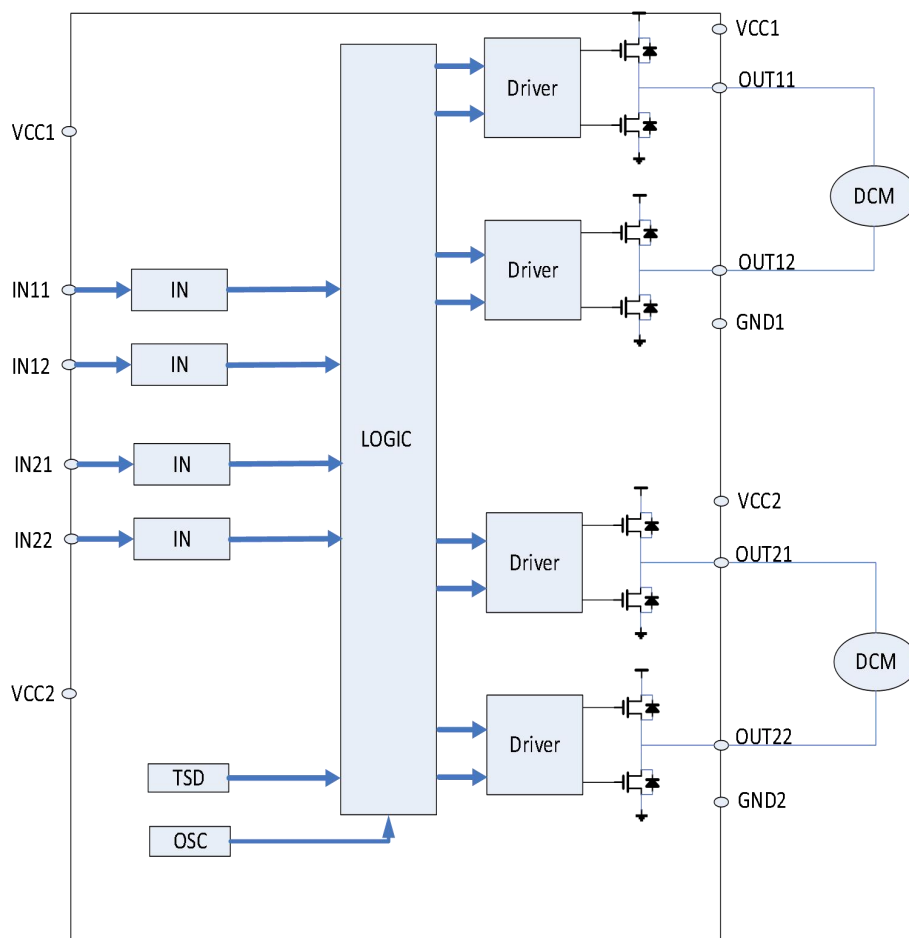 VCC1
OUT11
Driver
VCC1
DCM
Driver
OUT12
IN11
IN
GND1
IN12
IN
LOGIC
IN21
IN
VCC2
IN22
IN
OUT21
Driver
DCM
VCC2
OUT22
Driver
TSD
GND2
OSC